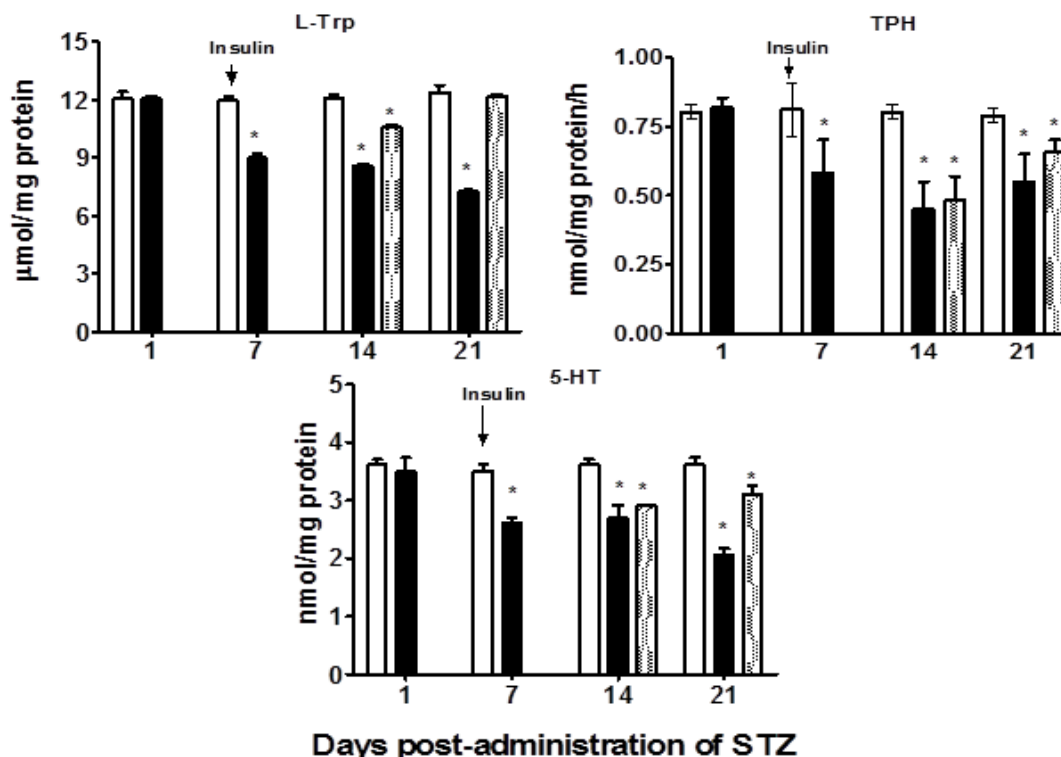 L-Trp
Insulin
15
12
9
6
3
0
µmol/mg protein
*
*
*
*
1 7 14 21
TPH
Insulin
1.00
0.75
0.50
0.25
0.00
nmol/mg protein/h
*
*
*
*
*
1 7 14 21
5-HT
Insulin
5
4
3
2
1
0
nmol/mg protein
*
*
*
*
*
1 7 14 21
Days post-administration of STZ